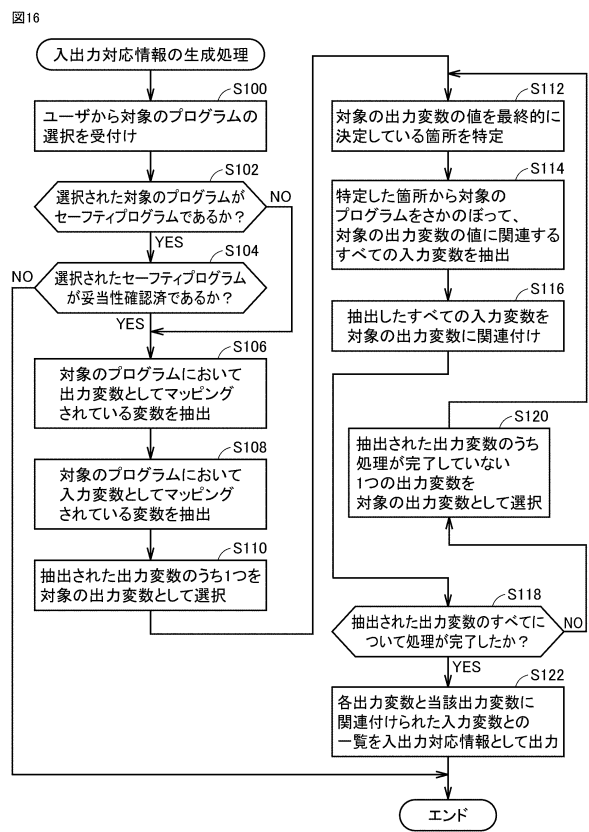 図16
入出力対応情報の生成処理
S100
ユーザから対象のプログラムの
選択を受付け
S102
選択された対象のプログラムが
セーフティプログラムであるか?
NO
YES
S104
NO
選択されたセーフティプログラム
が妥当性確認済であるか?
YES
S106
対象のプログラムにおいて
出力変数としてマッピング
されている変数を抽出
S108
対象のプログラムにおいて
入力変数としてマッピング
されている変数を抽出
S110
抽出された出力変数のうち1つを
対象の出力変数として選択
S112
対象の出力変数の値を最終的に
決定している箇所を特定
S114
特定した箇所から対象の
プログラムをさかのぼって、
対象の出力変数の値に関連する
すべての入力変数を抽出
S116
抽出したすべての入力変数を
対象の出力変数に関連付け
S120
抽出された出力変数のうち
処理が完了していない
1つの出力変数を
対象の出力変数として選択
S118
抽出された出力変数のすべてに
ついて処理が完了したか?
NO
YES
S122
各出力変数と当該出力変数に
関連付けられた入力変数との
一覧を入出力対応情報として出力
エンド